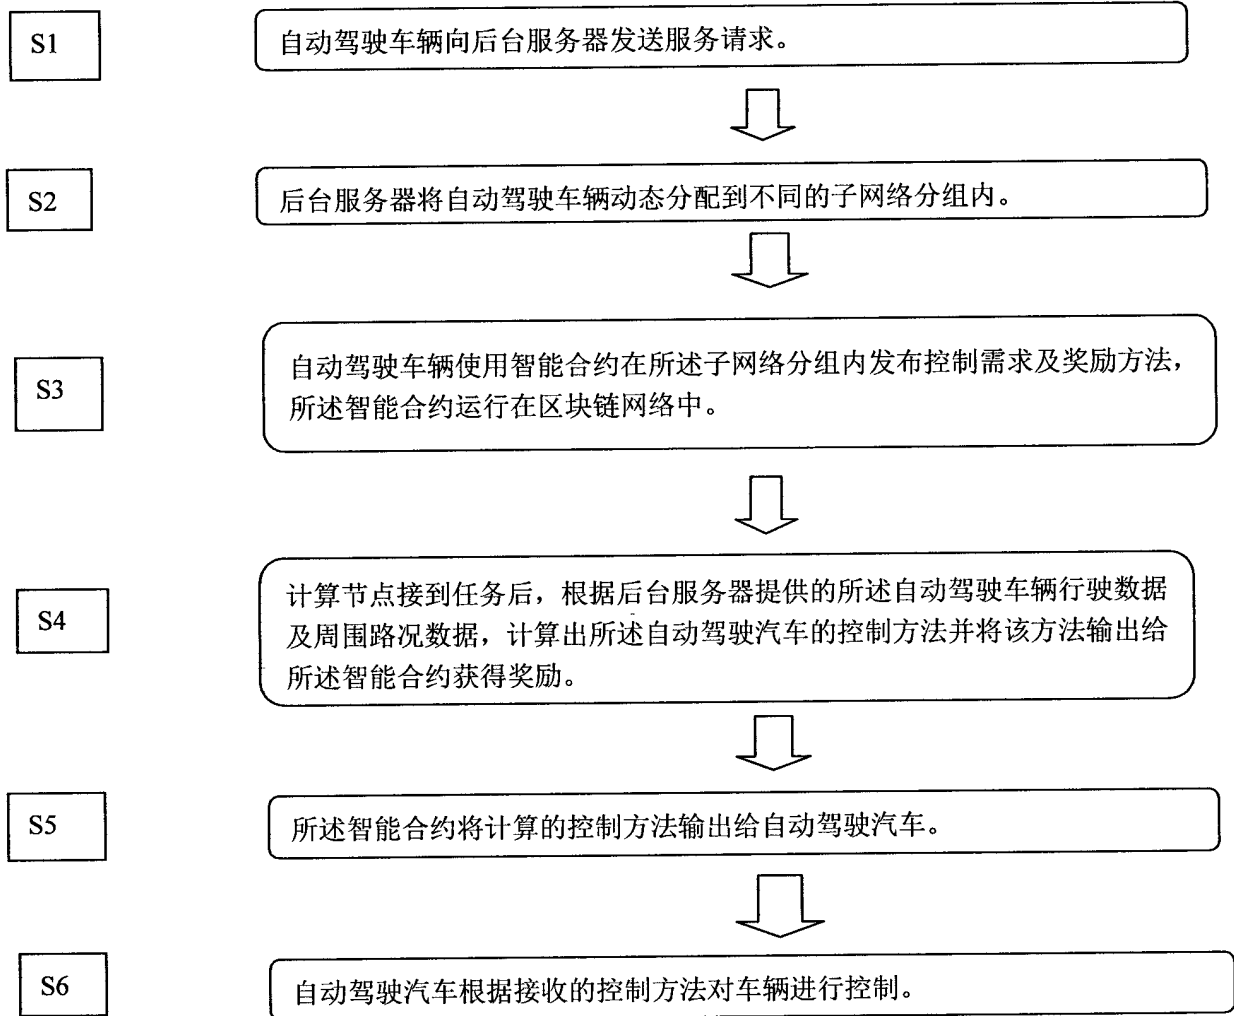 S1
自动驾驶车辆向后台服务器发送服务请求。
S2
后台服务器将自动驾驶车辆动态分配到不同的子网络分组内。
S3
自动驾驶车辆使用智能合约在所述子网络分组内发布控制需求及奖励方法，
所述智能合约运行在区块链网络中。
S4
计算节点接到任务后，根据后台服务器提供的所述自动驾驶车辆行驶数据
及周围路况数据，计算出所述自动驾驶汽车的控制方法并将该方法输出给
所述智能合约获得奖励。
S5
所述智能合约将计算的控制方法输出给自动驾驶汽车。
S6
自动驾驶汽车根据接收的控制方法对车辆进行控制。